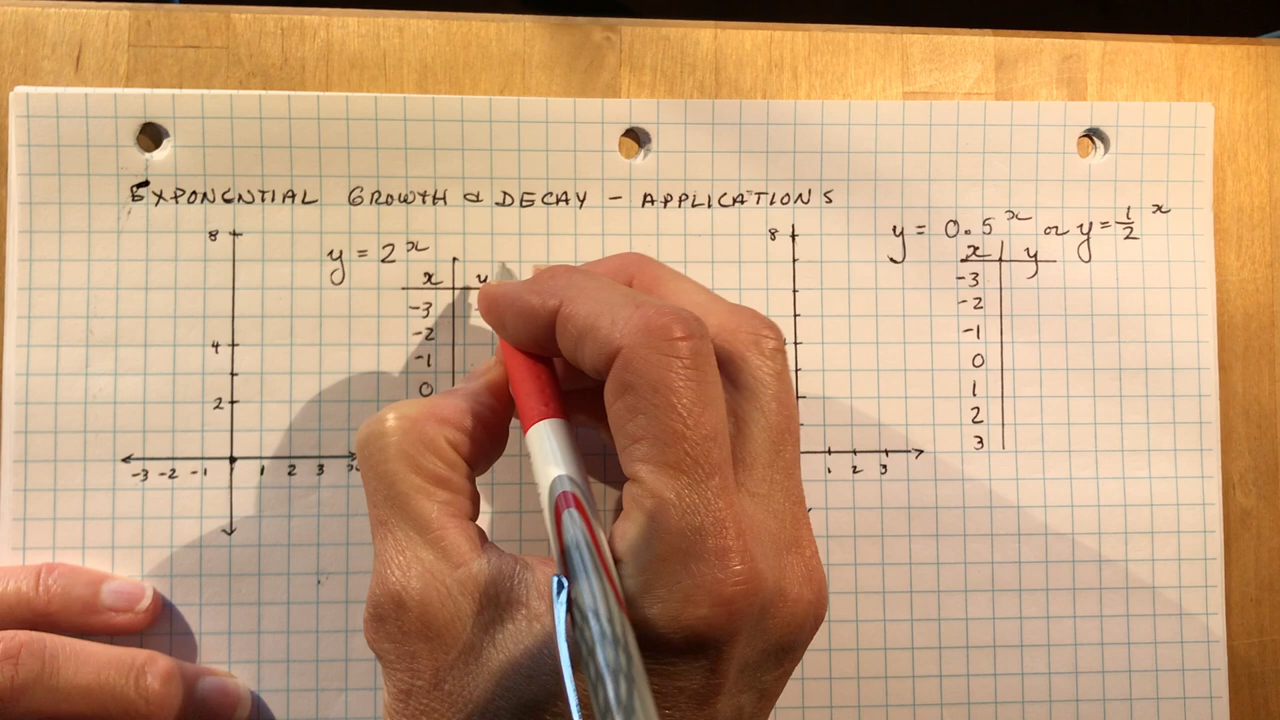 EXPONENTIAL GROWTH & DECAY - APPLICATIONS
8
y = 2^x
x y
-3
-2
-1
0
4
2
-3 -2 -1 1 2 3 x
8
1 2 3
y = 0.5^x or y = 1/2^x
x y
-3
-2
-1
0
1
2
3